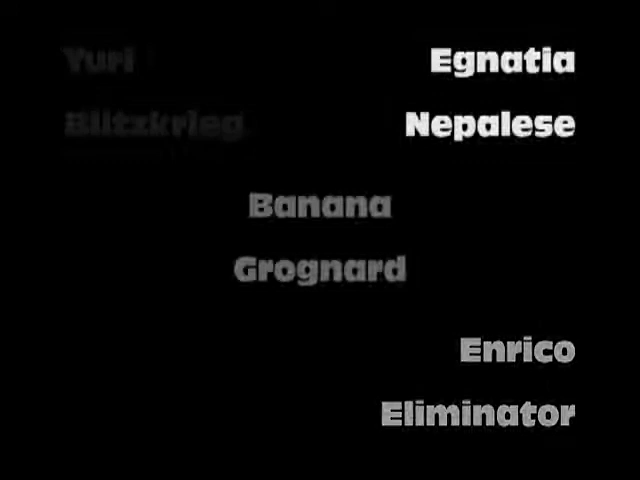 Yuri
Blitzkrieg
Egnatia
Nepalese
Banana
Grognard
Enrico
Eliminator